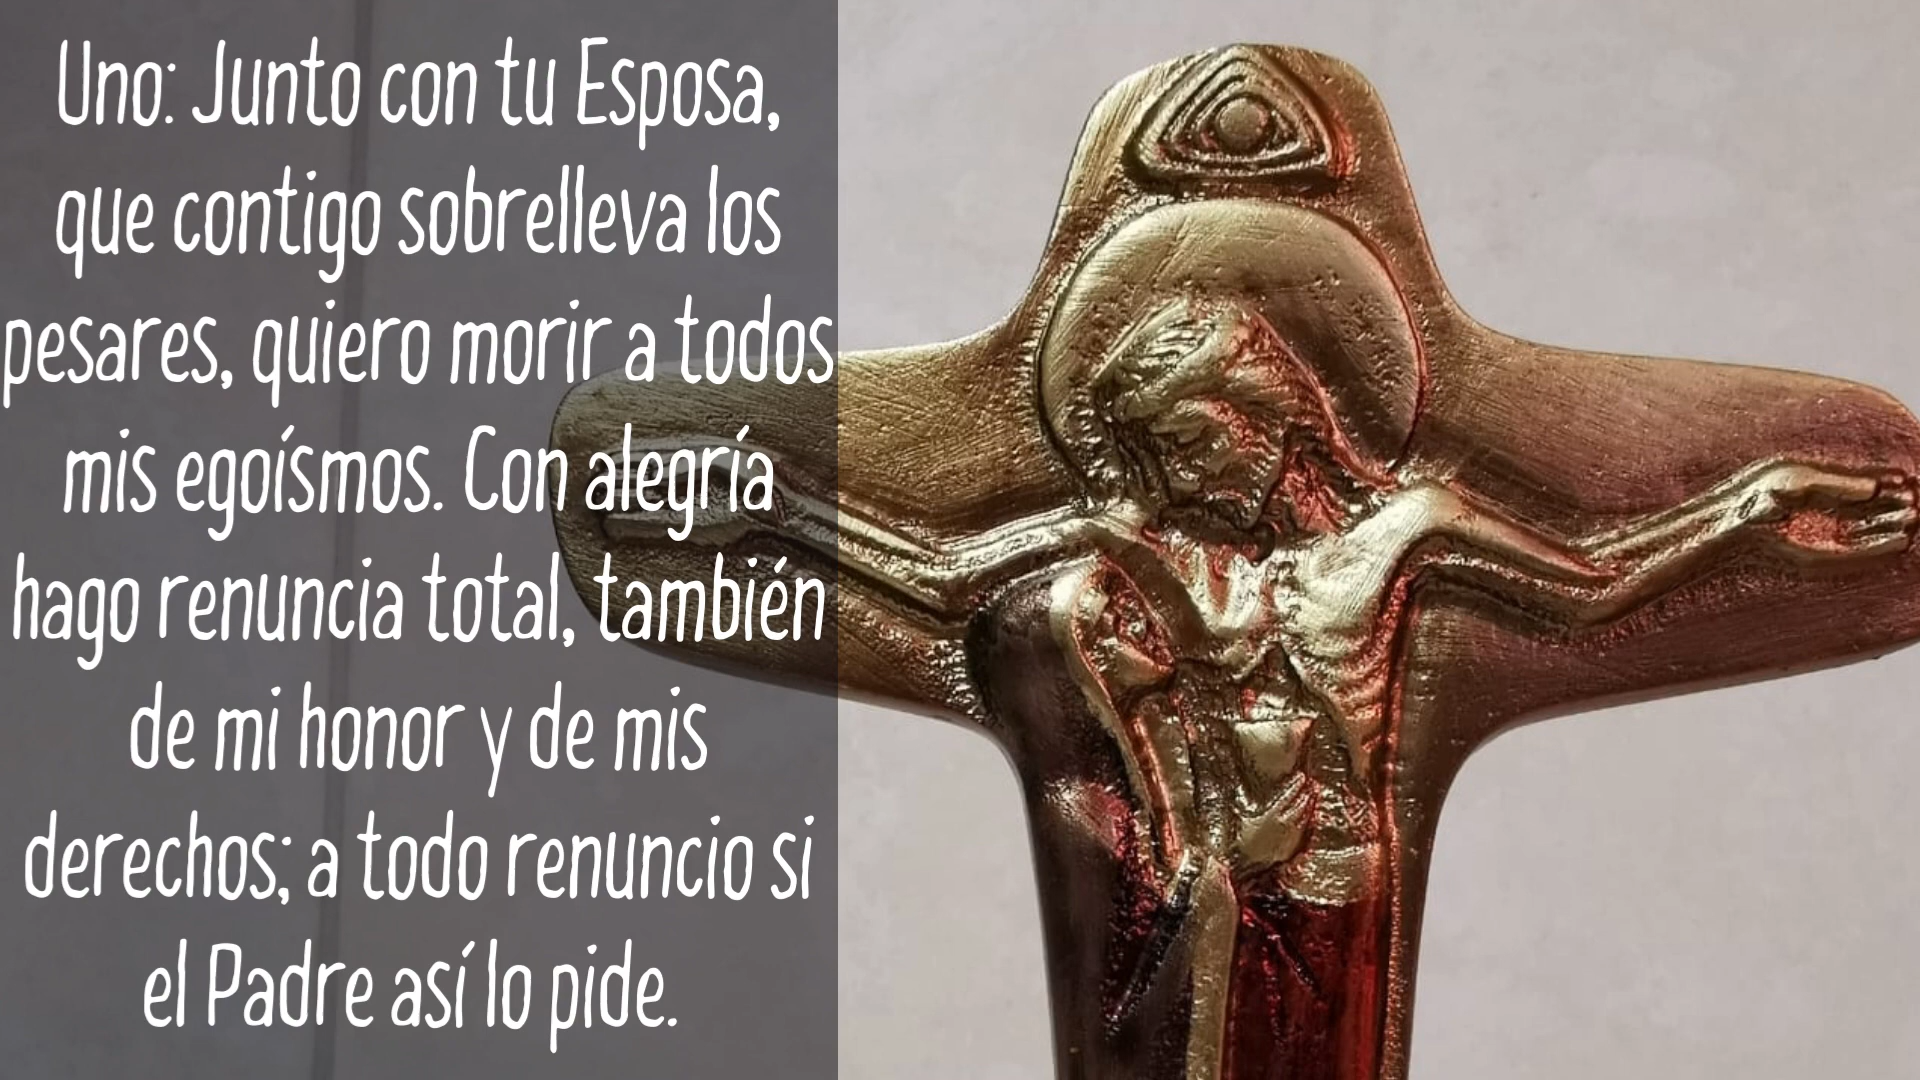 Uno: Junto con tu Esposa,
que contigo sobrelleva los
pesares, quiero morir a todos
mis egoísmos. Con alegría
hago renuncia total, también
de mi honor y de mis
derechos; a todo renuncio si
el Padre así lo pide.